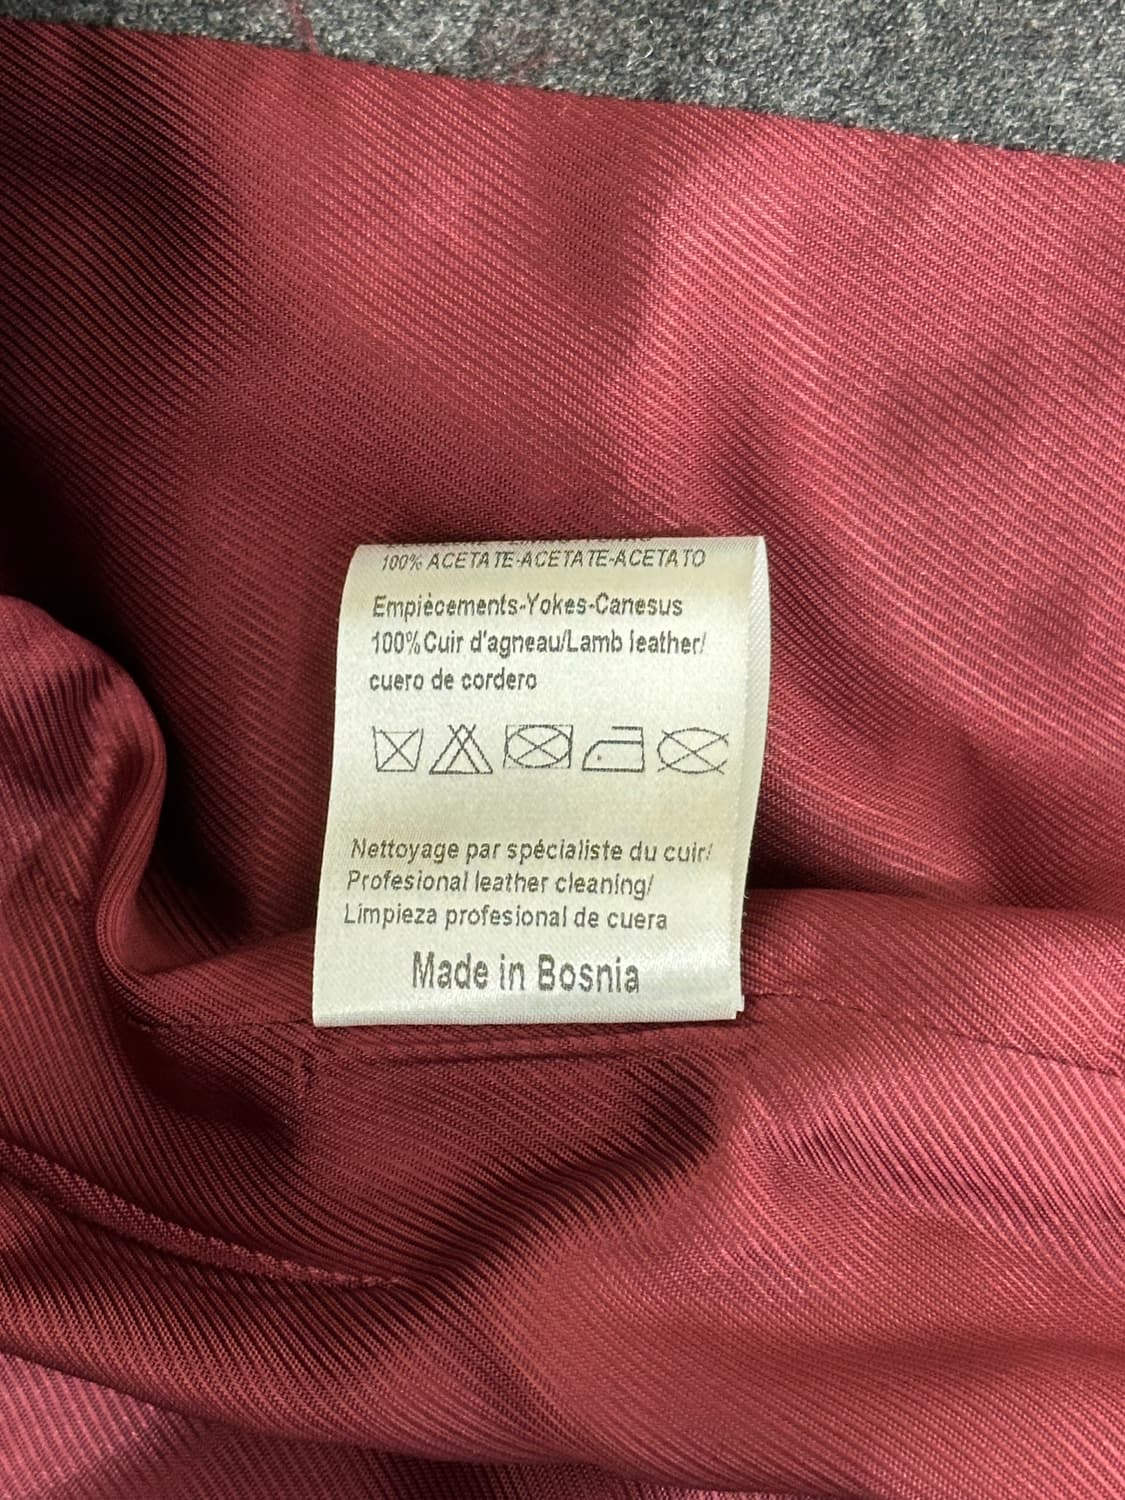 100% ACETATE-ACETATE-ACETATO
Empiècements-Yokes-Canesus
100%Cuir d'agneau/Lamb leather/
cuero de cordero
Nettoyage par spécialiste du cuir/
Profesional leather cleaning/
Limpieza profesional de cuera
Made in Bosnia